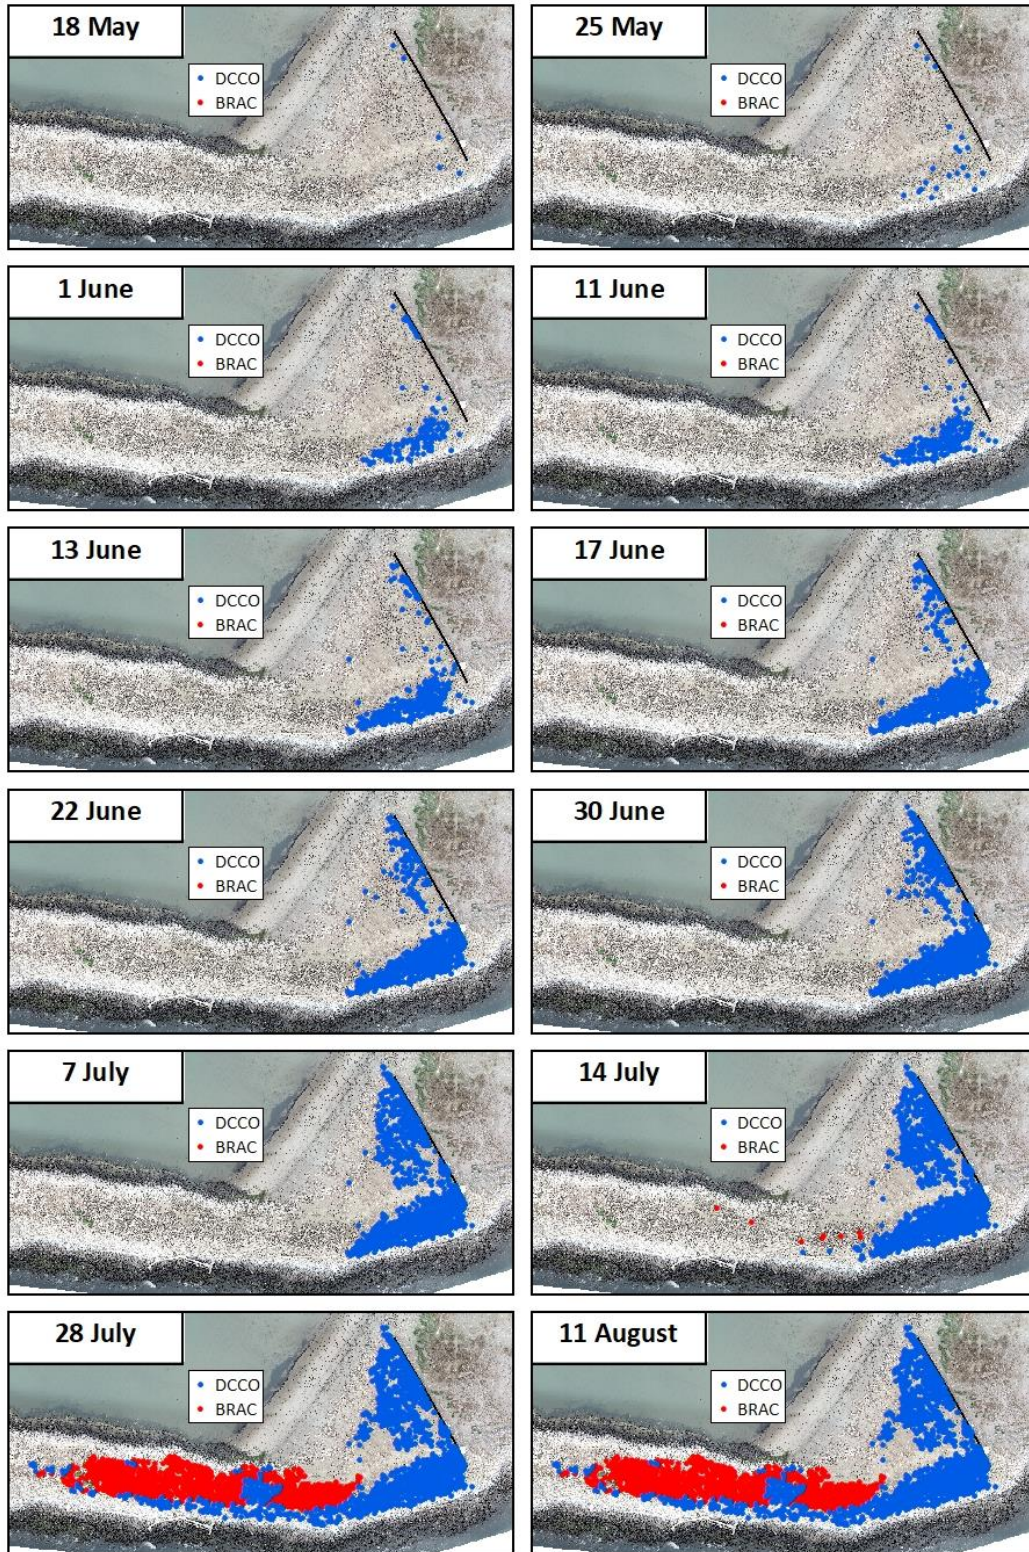 18 May
DCCO
BRAC
25 May
DCCO
BRAC
1 June
DCCO
BRAC
11 June
DCCO
BRAC
13 June
DCCO
BRAC
17 June
DCCO
BRAC
22 June
DCCO
BRAC
30 June
DCCO
BRAC
7 July
DCCO
BRAC
14 July
DCCO
BRAC
28 July
DCCO
BRAC
11 August
DCCO
BRAC